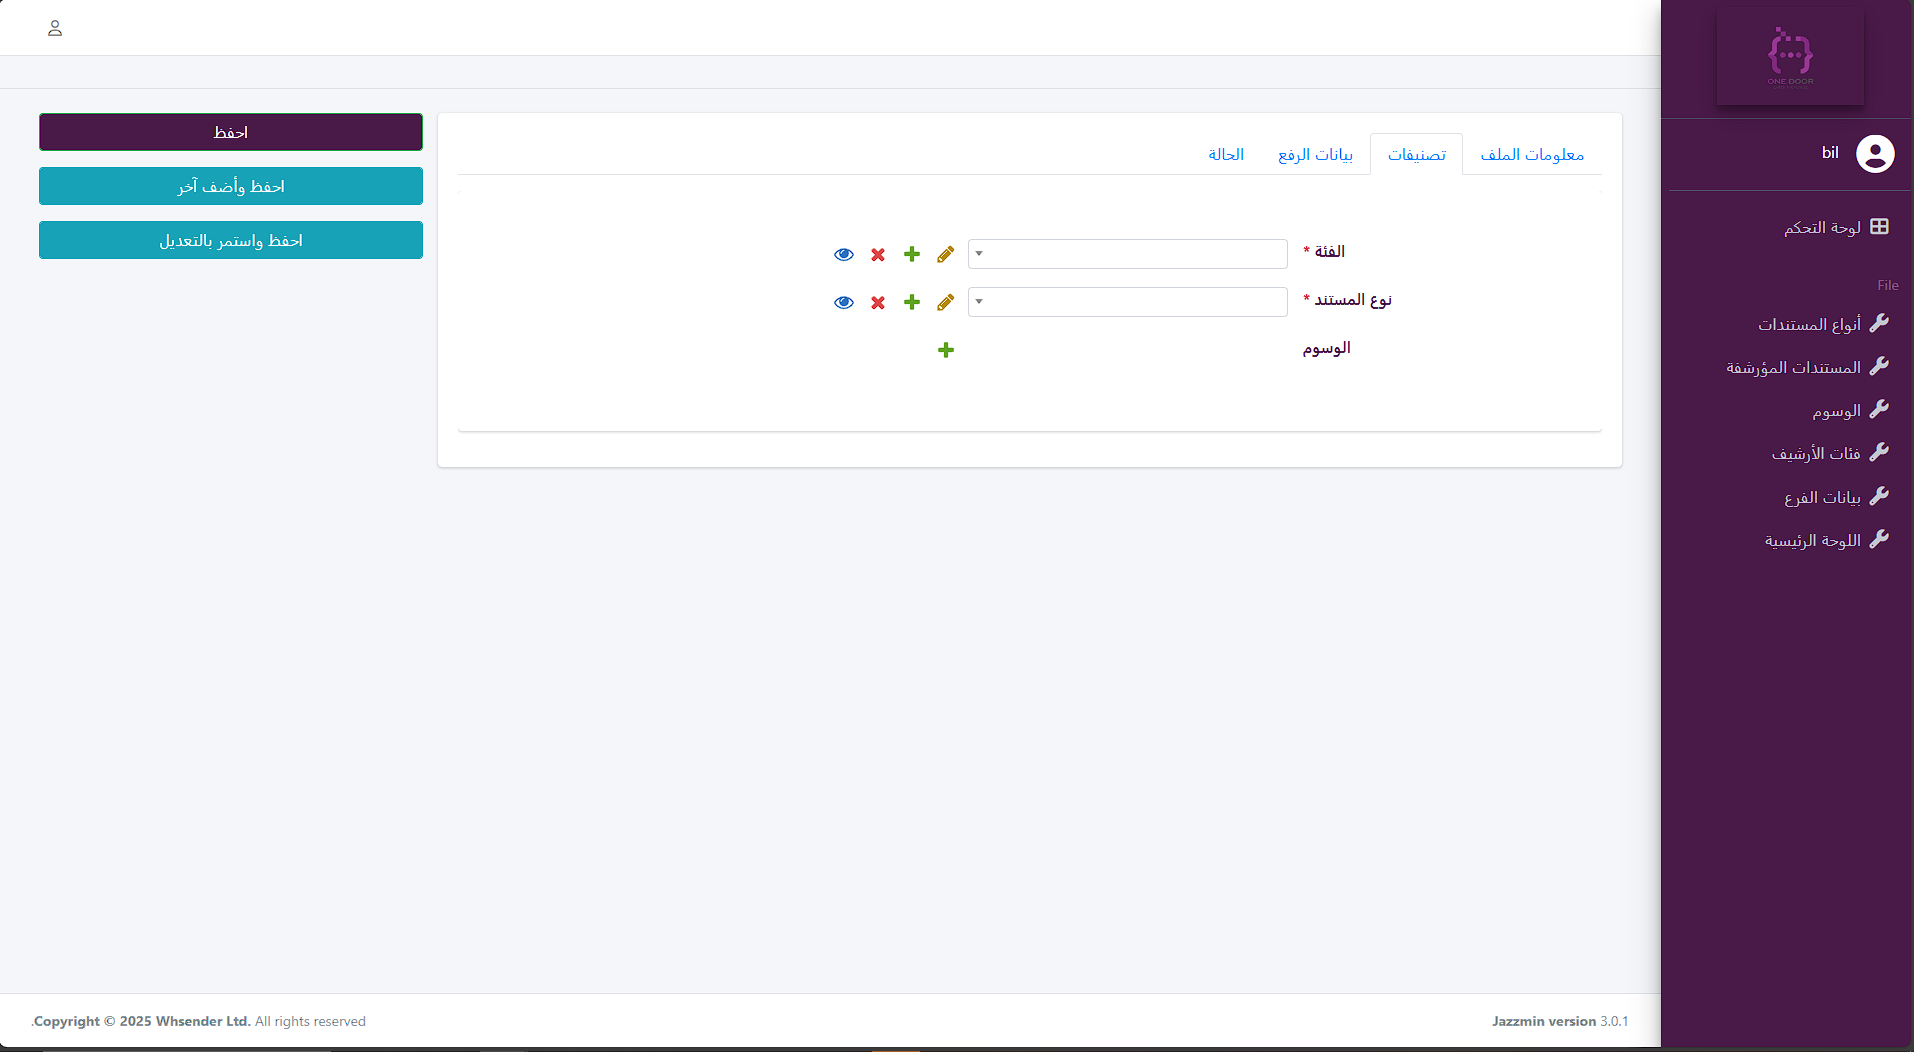 ONE DOOR
bil
لوحة التحكم
File
أنواع المستندات
المستندات المؤرشفة
الوسوم
فئات الأرشيف
بيانات الفرع
اللوحة الرئيسية
معلومات الملف
تصنيفات
بيانات الرفع
الحالة
الفئة *
نوع المستند *
الوسوم
احفظ
احفظ وأضف آخر
احفظ واستمر بالتعديل
Jazzmin version 3.0.1
.Copyright © 2025 Whsender Ltd. All rights reserved